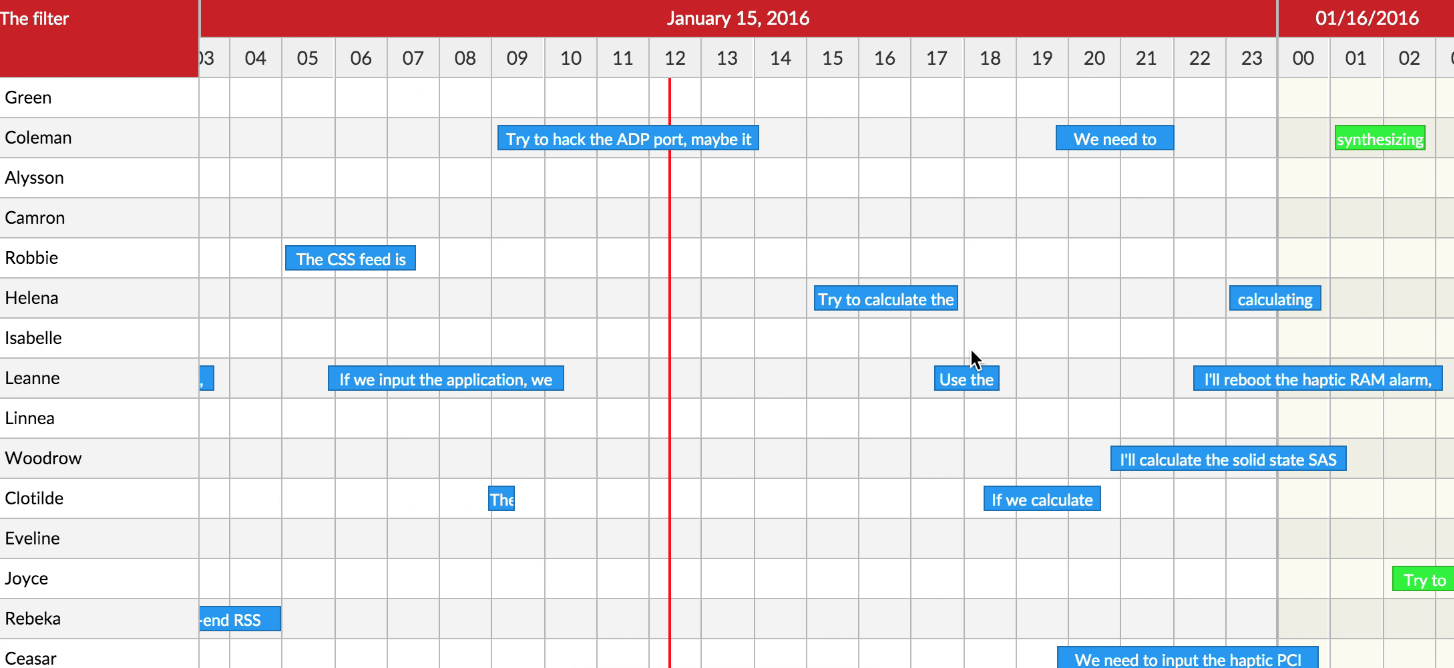 The filter January 15, 2016 01/16/2016
03 04 05 06 07 08 09 10 11 12 13 14 15 16 17 18 19 20 21 22 23 00 01 02
Green
Coleman Try to hack the ADP port, maybe it We need to synthesizing
Alysson
Camron
Robbie The CSS feed is
Helena Try to calculate the calculating
Isabelle
Leanne , If we input the application, we Use the I'll reboot the haptic RAM alarm,
Linnea
Woodrow I'll calculate the solid state SAS
Clotilde The If we calculate
Eveline
Joyce Try to
Rebeka -end RSS
Ceasar We need to input the haptic PCI